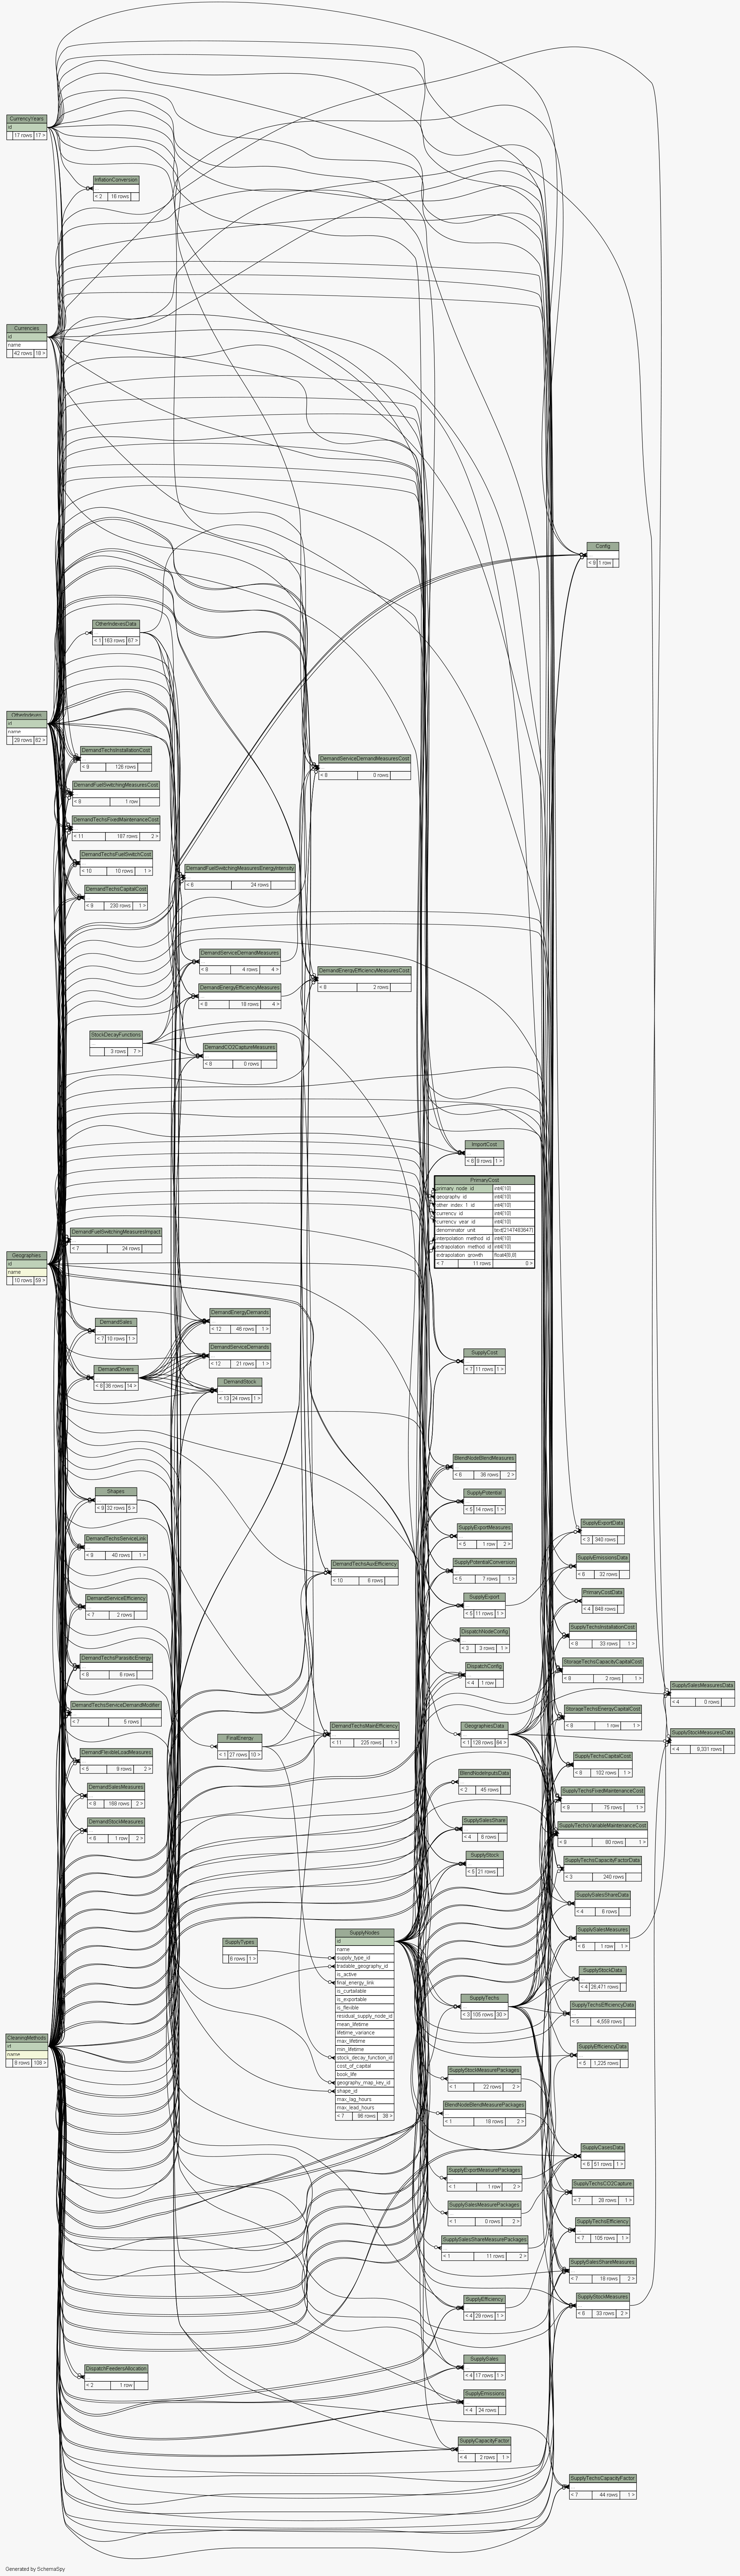 CurrencyYears
id
17 rows 17 >
InflationConversion
< 2 18 rows
Currencies
id
name
42 rows 18 >
Config
< 9 1 row
OtherIndexesData
< 1 163 rows 67 >
OtherIndexes
id
name
29 rows 62 >
DemandTechsInstallationCost
< 9 126 rows
DemandServiceDemandMeasuresCost
< 8 0 rows
DemandFuelSwitchingMeasuresCost
< 8 1 row
DemandTechsFixedMaintenanceCost
< 11 187 rows 2 >
DemandTechsFuelSwitchCost
< 10 10 rows 1 >
DemandFuelSwitchingMeasuresEnergyIntensity
< 6 24 rows
DemandTechsCapitalCost
< 9 230 rows 1 >
DemandServiceDemandMeasures
< 8 4 rows 4 >
DemandEnergyEfficiencyMeasuresCost
< 8 2 rows
DemandEnergyEfficiencyMeasures
< 8 18 rows 4 >
StockDecayFunctions
3 rows 7 >
DemandCO2CaptureMeasures
< 8 0 rows
ImportCost
< 6 9 rows 1 >
PrimaryCost
primary_node_id int4[10]
geography_id int4[10]
other_index_1_id int4[10]
currency_id int4[10]
currency_year_id int4[10]
denominator_unit text[2147483647]
interpolation_method_id int4[10]
extrapolation_method_id int4[10]
extrapolation_growth float4[8,8]
< 7 11 rows 0 >
DemandFuelSwitchingMeasuresImpact
< 7 24 rows
Geographies
id
name
10 rows 59 >
DemandSales
< 7 10 rows 1 >
DemandEnergyDemands
< 12 46 rows 1 >
DemandServiceDemands
< 12 21 rows 1 >
SupplyCost
< 7 11 rows 1 >
DemandDrivers
< 6 36 rows 14 >
DemandStock
< 13 24 rows 1 >
BlendNodeBlendMeasures
< 6 36 rows 2 >
Shapes
< 9 32 rows 5 >
SupplyPotential
< 5 14 rows 1 >
SupplyExportData
< 3 340 rows
SupplyExportMeasures
< 5 1 row 2 >
DemandTechsServiceLink
< 9 40 rows 1 >
DemandTechsAuxEfficiency
< 10 6 rows
SupplyPotentialConversion
< 5 7 rows 1 >
SupplyEmissionsData
< 6 32 rows
DemandServiceEfficiency
< 7 2 rows
SupplyExport
< 5 11 rows 1 >
PrimaryCostData
< 4 848 rows
DispatchNodeConfig
< 3 3 rows 1 >
SupplyTechsInstallationCost
< 8 33 rows 1 >
DemandTechsParasiticEnergy
< 8 6 rows
DispatchConfig
< 4 1 row
StorageTechsCapacityCapitalCost
< 8 2 rows 1 >
SupplySalesMeasuresData
< 4 0 rows
DemandTechsServiceDemandModifier
< 7 5 rows
StorageTechsEnergyCapitalCost
< 8 1 row 1 >
FinalEnergy
< 1 27 rows 10 >
DemandTechsMainEfficiency
< 11 225 rows 1 >
GeographiesData
< 1 128 rows 64 >
SupplyStockMeasuresData
< 4 9,331 rows
DemandFlexibleLoadMeasures
< 5 9 rows 2 >
SupplyTechsCapitalCost
< 8 102 rows 1 >
BlendNodeInputsData
< 2 45 rows
DemandSalesMeasures
< 8 168 rows 2 >
SupplyTechsFixedMaintenanceCost
< 8 75 rows 1 >
DemandStockMeasures
< 8 1 row 2 >
SupplySalesShare
< 4 6 rows
SupplyTechsVariableMaintenanceCost
< 8 80 rows 1 >
SupplyStock
< 5 21 rows
SupplyTechsCapacityFactorData
< 3 240 rows
SupplySalesShareData
< 4 6 rows
SupplySalesMeasures
< 6 1 row 1 >
SupplyTypes
6 rows 1 >
SupplyNodes
id
name
supply_type_id
tradable_geography_id
is_active
final_energy_link
is_curtailable
is_exportable
is_flexible
residual_supply_node_id
mean_lifetime
lifetime_variance
max_lifetime
min_lifetime
stock_decay_function_id
cost_of_capital
book_life
geography_map_key_id
shape_id
max_lag_hours
max_lead_hours
< 7 96 rows 38 >
SupplyStockData
< 4 26,471 rows
SupplyTechs
< 3 105 rows 30 >
SupplyTechsEfficiencyData
< 5 4,559 rows
CleaningMethods
id
name
8 rows 108 >
SupplyEfficiencyData
< 5 1,225 rows
SupplyStockMeasurePackages
< 1 22 rows 2 >
BlendNodeBlendMeasurePackages
< 1 18 rows 2 >
SupplyCasesData
< 6 51 rows 1 >
SupplyExportMeasurePackages
< 1 1 row 2 >
SupplyTechsCO2Capture
< 7 28 rows 1 >
SupplySalesMeasurePackages
< 1 0 rows 2 >
SupplyTechsEfficiency
< 7 105 rows 1 >
SupplySalesShareMeasurePackages
< 1 11 rows 2 >
SupplySalesShareMeasures
< 7 18 rows 2 >
SupplyEfficiency
< 4 29 rows 1 >
SupplyStockMeasures
< 6 33 rows 2 >
SupplySales
< 4 17 rows 1 >
DispatchFeedersAllocation
< 2 1 row
SupplyEmissions
< 4 24 rows
SupplyCapacityFactor
< 4 2 rows 1 >
SupplyTechsCapacityFactor
< 7 44 rows 1 >
Generated by SchemaSpy